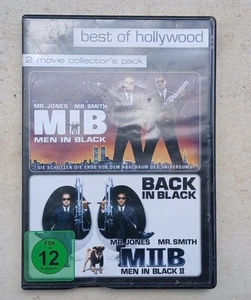 best of hollywood
2 movie collector's pack
MR. JONES MR. SMITH
MIB
MEN IN BLACK
SIE SCHÜTZEN DIE ERDE VOR DEM ABSCHAUM DES UNIVERSUMS!
BACK
IN BLACK
FSK
12
MR. JONES MR. SMITH
MIIB
MEN IN BLACK II